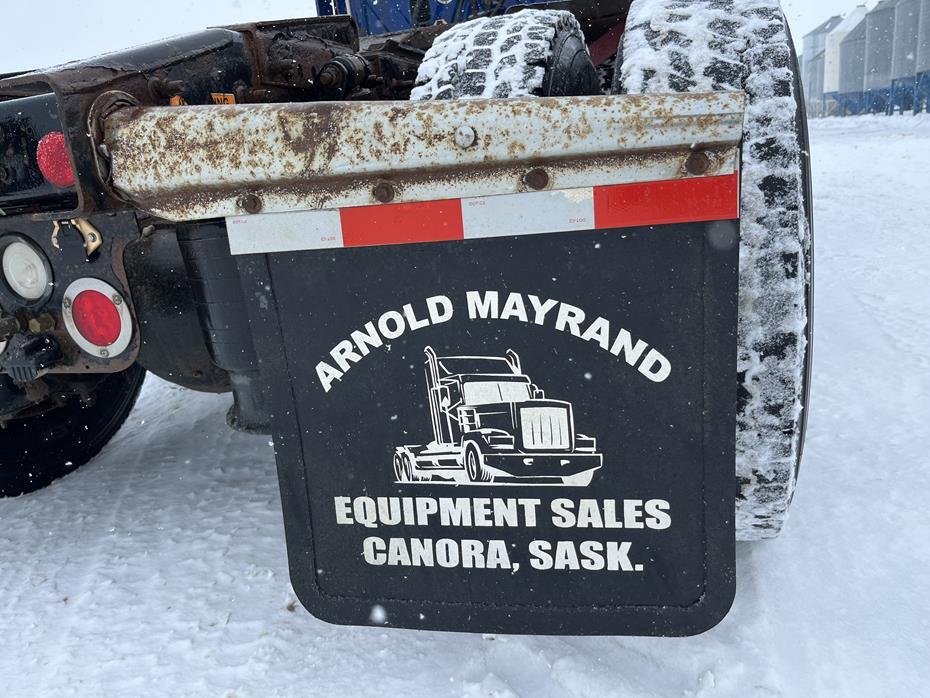 ARNOLD MAYRAND
EQUIPMENT SALES
CANORA, SASK.